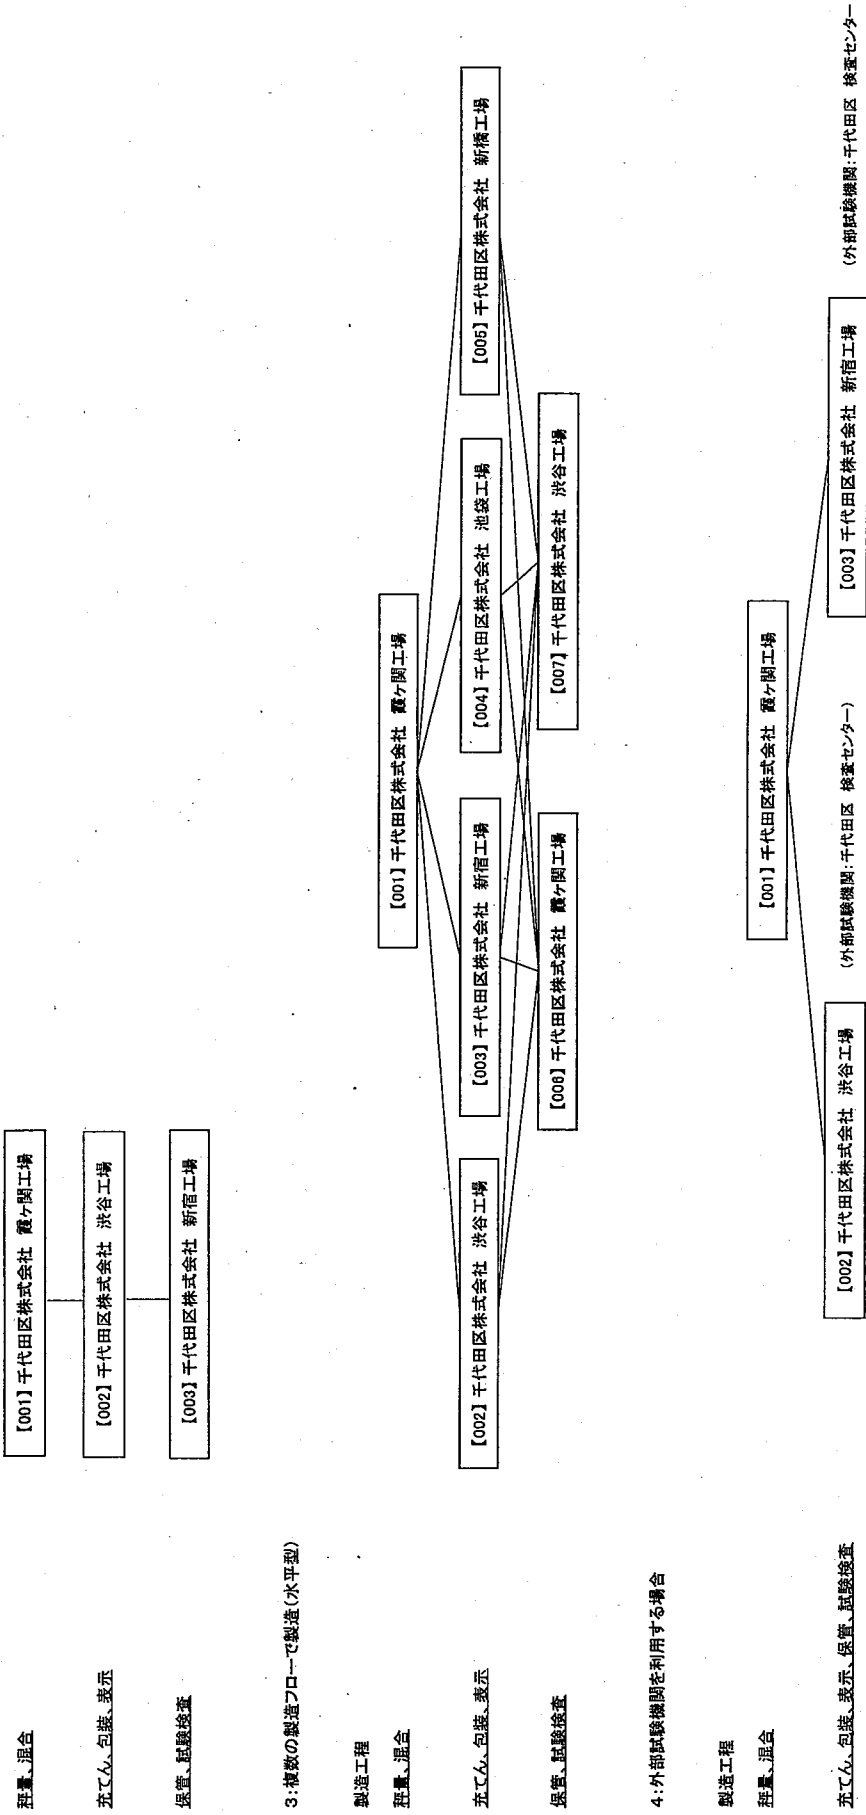 秤量、混合
【001】千代田区株式会社 霞ヶ関工場
充てん、包装、表示
【002】千代田区株式会社 渋谷工場
保管、試験検査
【003】千代田区株式会社 新宿工場
3:複数の製造フローで製造(水平型)
製造工程
秤量、混合
【001】千代田区株式会社 霞ヶ関工場
充てん、包装、表示
【002】千代田区株式会社 渋谷工場
【003】千代田区株式会社 新宿工場
【004】千代田区株式会社 池袋工場
【005】千代田区株式会社 新橋工場
保管、試験検査
【006】千代田区株式会社 霞ヶ関工場
【007】千代田区株式会社 渋谷工場
4:外部試験機関を利用する場合
製造工程
秤量、混合
【001】千代田区株式会社 霞ヶ関工場
充てん、包装、表示、保管、試験検査
【002】千代田区株式会社 渋谷工場
(外部試験機関:千代田区 検査センター)
【003】千代田区株式会社 新宿工場
(外部試験機関:千代田区 検査センター